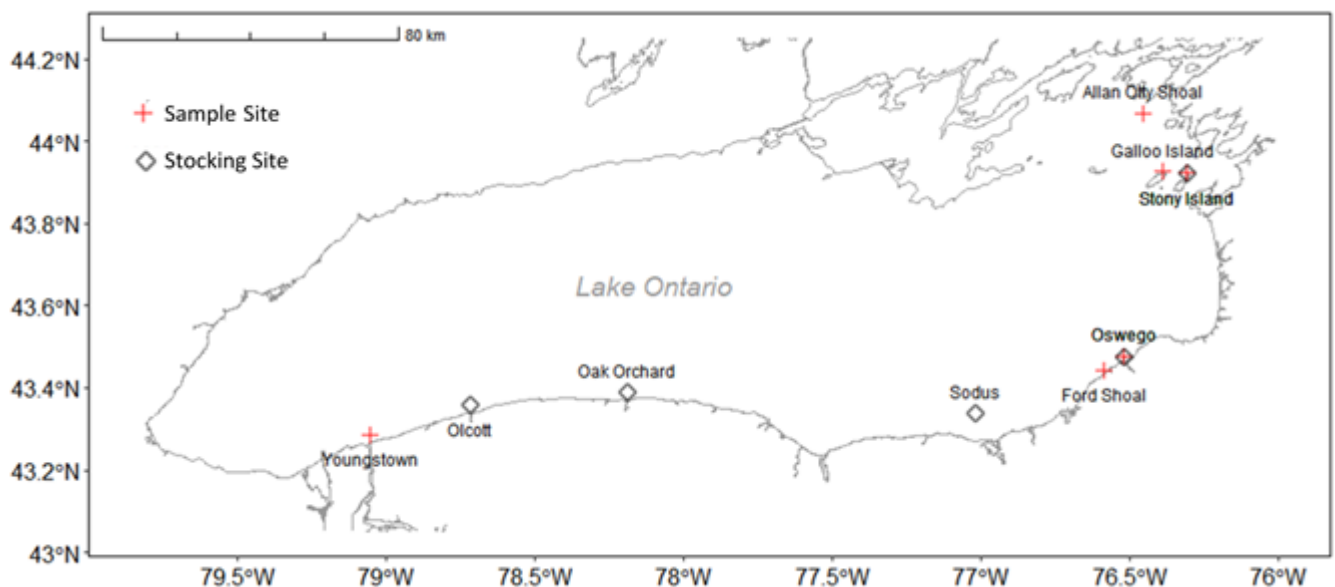 80 km
44.2°N
Sample Site
Allan Otty Shoal
44°N
Stocking Site
Galloo Island
Stony Island
43.8°N
Lake Ontario
43.6°N
Oswego
Oak Orchard
43.4°N
Sodus
Ford Shoal
Olcott
Youngstown
43.2°N
43°N
79.5°W 79°W 78.5°W 78°W 77.5°W 77°W 76.5°W 76°W